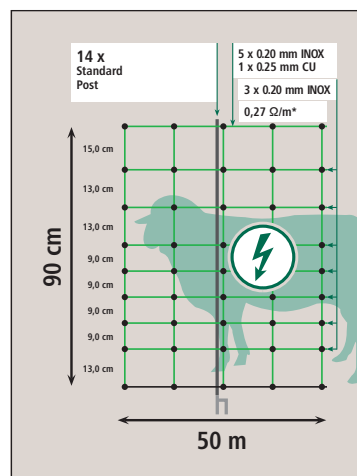 14 x
Standard
Post
5 x 0.20 mm INOX
1 x 0.25 mm CU
3 x 0.20 mm INOX
0,27 Ω/m*
90 cm
15,0 cm
13,0 cm
13.0 cm
9.0 cm
9.0 cm
9.0 cm
9,0 cm
13,0 cm
50 m